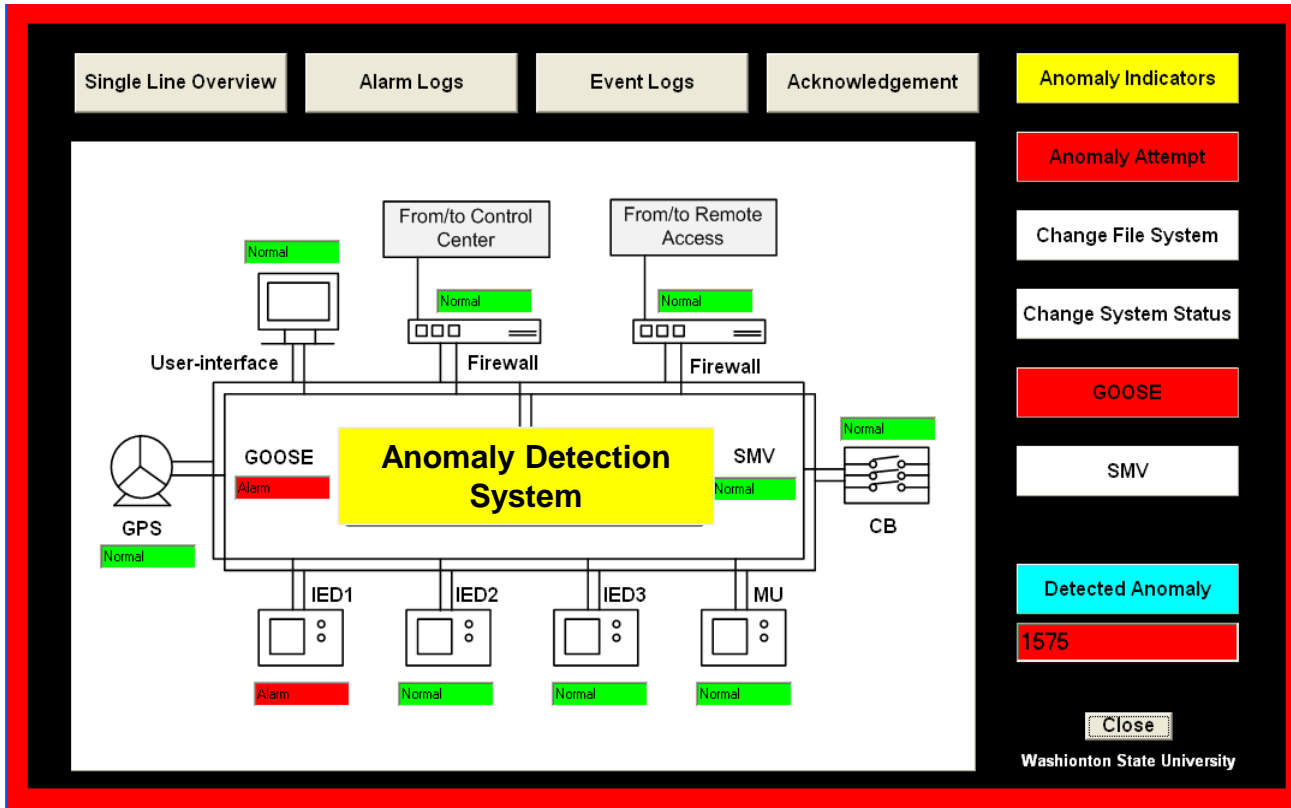 Single Line Overview
Alarm Logs
Event Logs
Acknowledgement
Anomaly Indicators
Anomaly Attempt
Change File System
Change System Status
GOOSE
SMV
Detected Anomaly
1575
Close
Washionton State University
From/to Control
Center
From/to Remote
Access
Normal
Normal
Normal
User-interface
Firewall
Firewall
GOOSE
Alarm
Anomaly Detection
System
SMV
Normal
Normal
CB
GPS
Normal
IED1
IED2
IED3
MU
Alarm
Normal
Normal
Normal